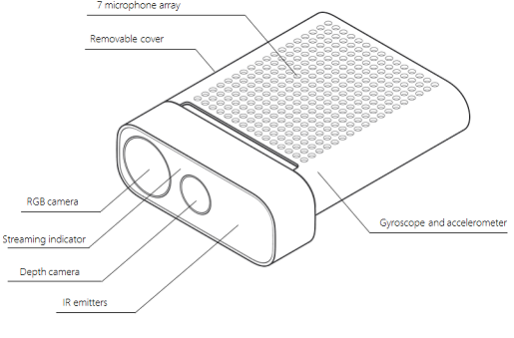 7 microphone array
Removable cover
RGB camera
Streaming indicator
Depth camera
IR emitters
Gyroscope and accelerometer